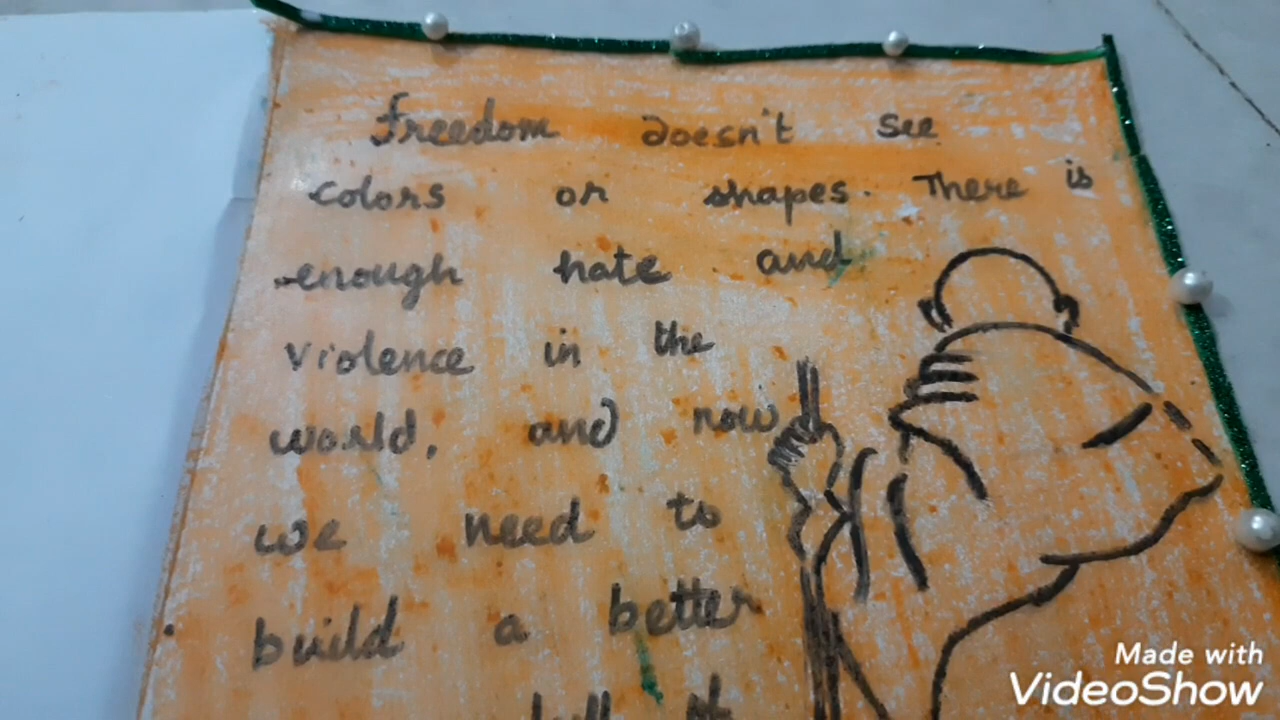 freedom doesn't see
colors or shapes. There is
enough hate and
violence in the
world, and now
we need to
build a better
Made with
VideoShow